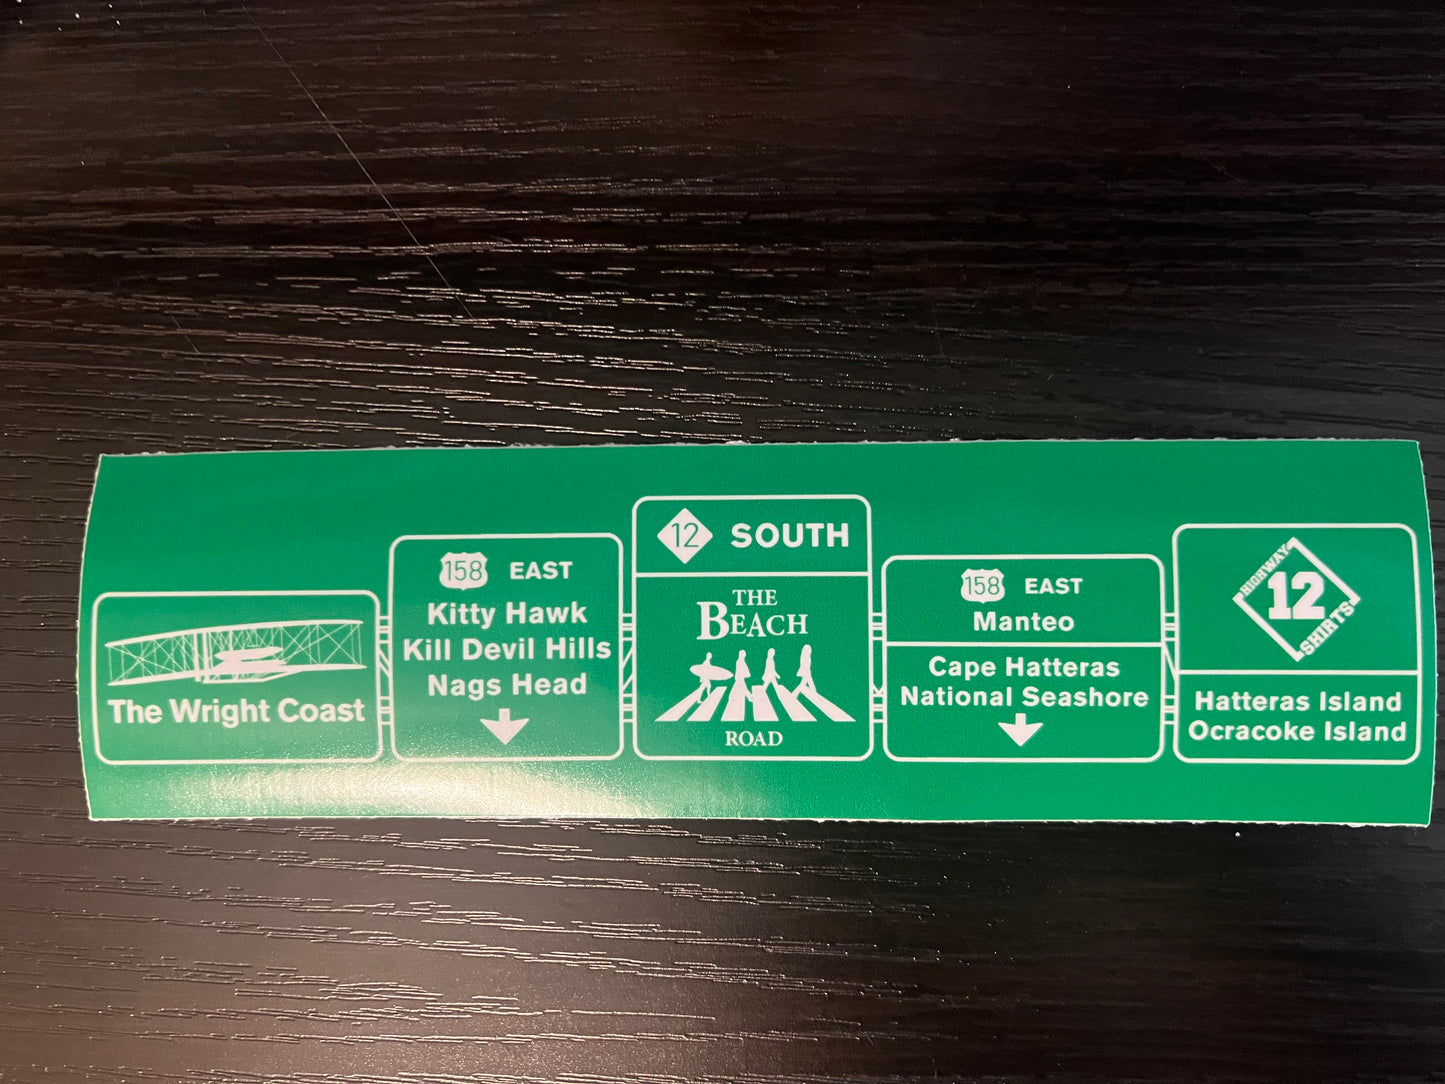 The Wright Coast
158 EAST
Kitty Hawk
Kill Devil Hills
Nags Head
12 SOUTH
THE
BEACH
ROAD
158 EAST
Manteo
Cape Hatteras
National Seashore
HIGHWAY
12
SHIRTS
Hatteras Island
Ocracoke Island